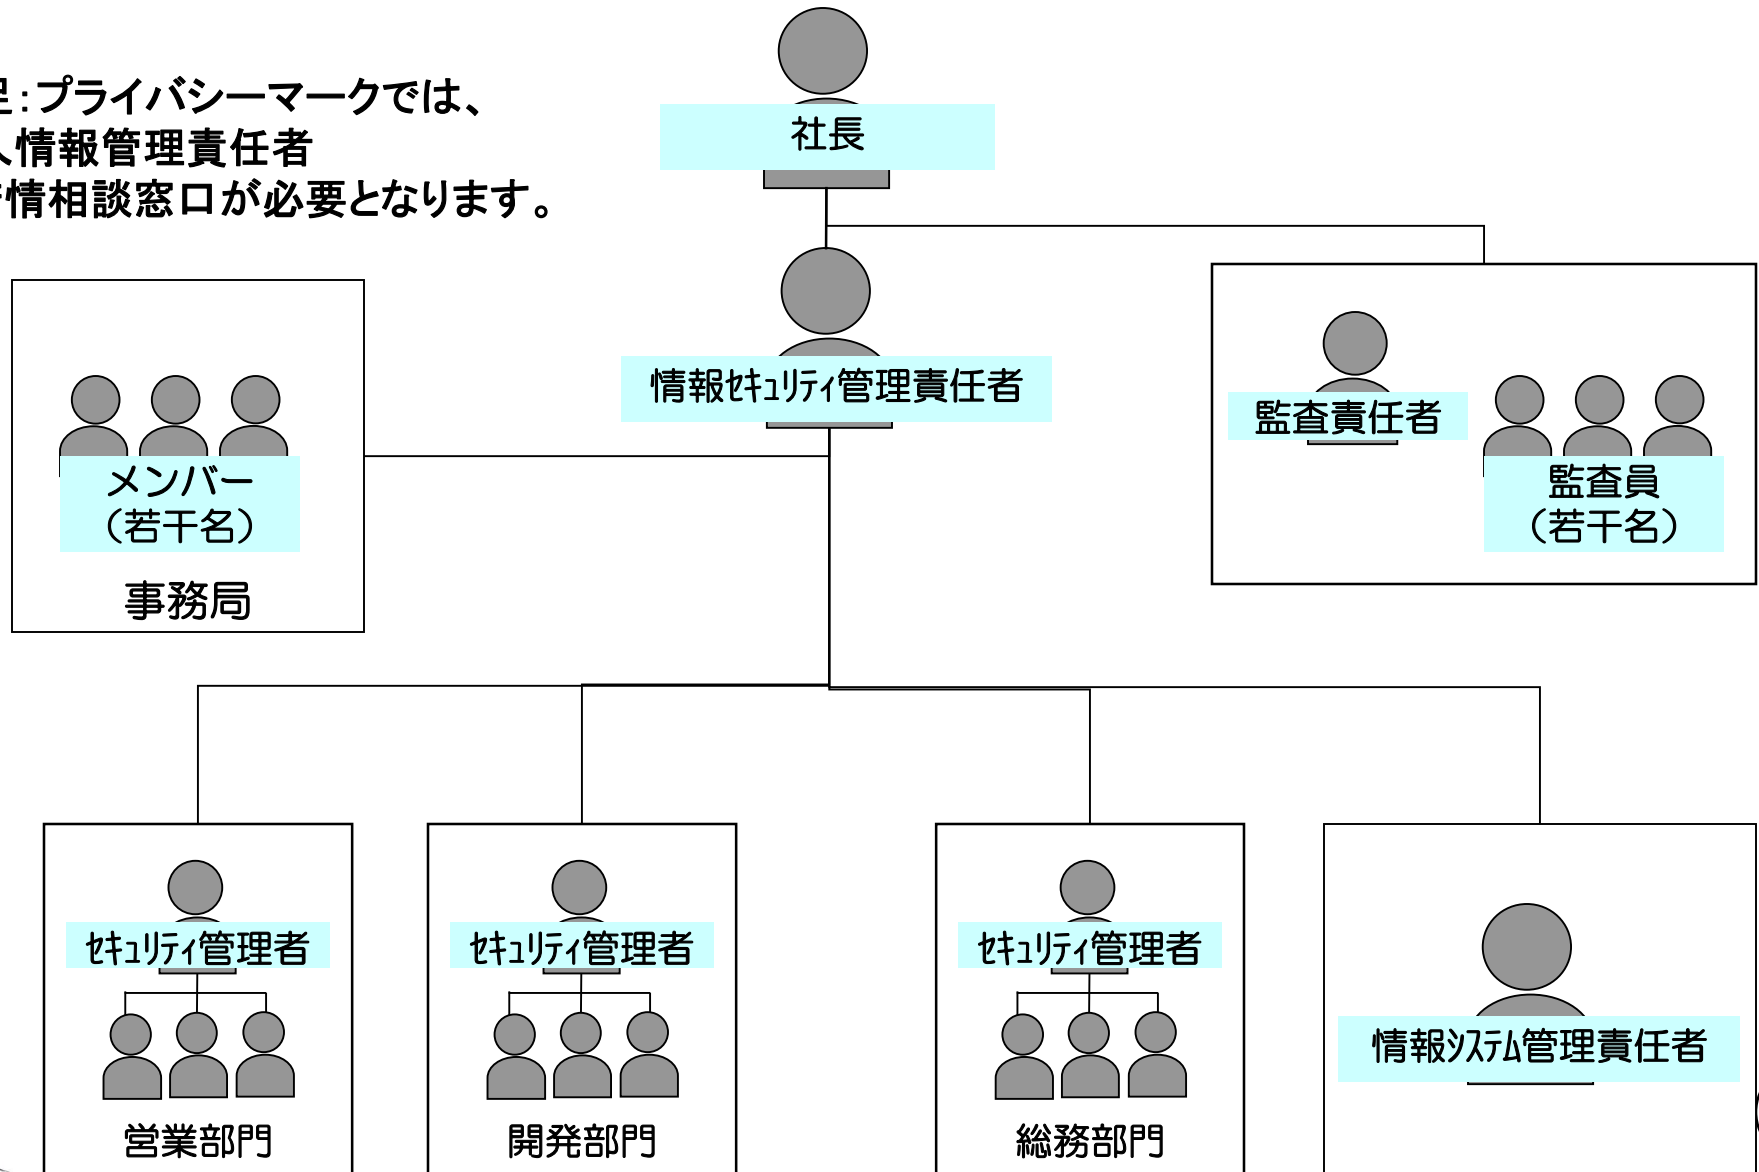 足：プライバシーマークでは、
人情報管理責任者
情相談窓口が必要となります。
社長
情報ｾｷｭﾘﾃｨ管理責任者
監査責任者
監査員
（若干名）
メンバー
（若干名）
事務局
ｾｷｭﾘﾃｨ管理者
ｾｷｭﾘﾃｨ管理者
ｾｷｭﾘﾃｨ管理者
情報ｼｽﾃﾑ管理責任者
営業部門
開発部門
総務部門